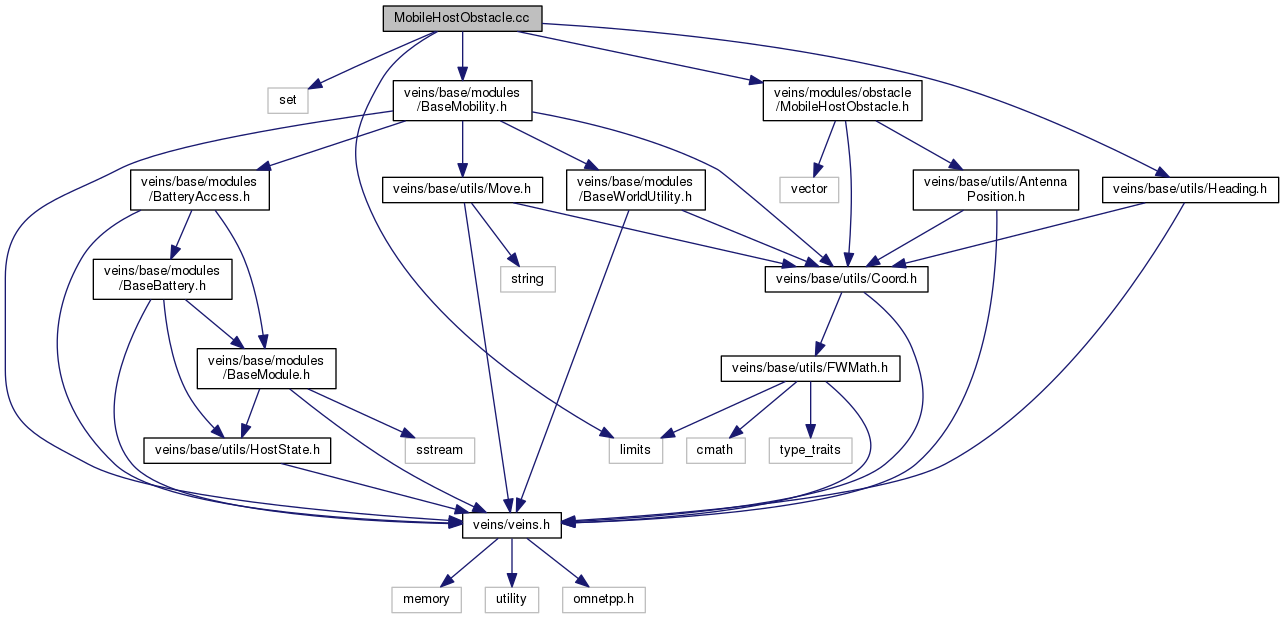 MobileHostObstacle.cc
set
veins/base/modules
/BaseMobility.h
veins/modules/obstacle
/MobileHostObstacle.h
veins/base/modules
/BatteryAccess.h
veins/base/utils/Move.h
veins/base/modules
/BaseWorldUtility.h
vector
veins/base/utils/Antenna
Position.h
veins/base/utils/Heading.h
veins/base/modules
/BaseBattery.h
string
veins/base/utils/Coord.h
veins/base/modules
/BaseModule.h
veins/base/utils/FWMath.h
veins/base/utils/HostState.h
sstream
limits
cmath
type_traits
veins/veins.h
memory
utility
omnetpp.h